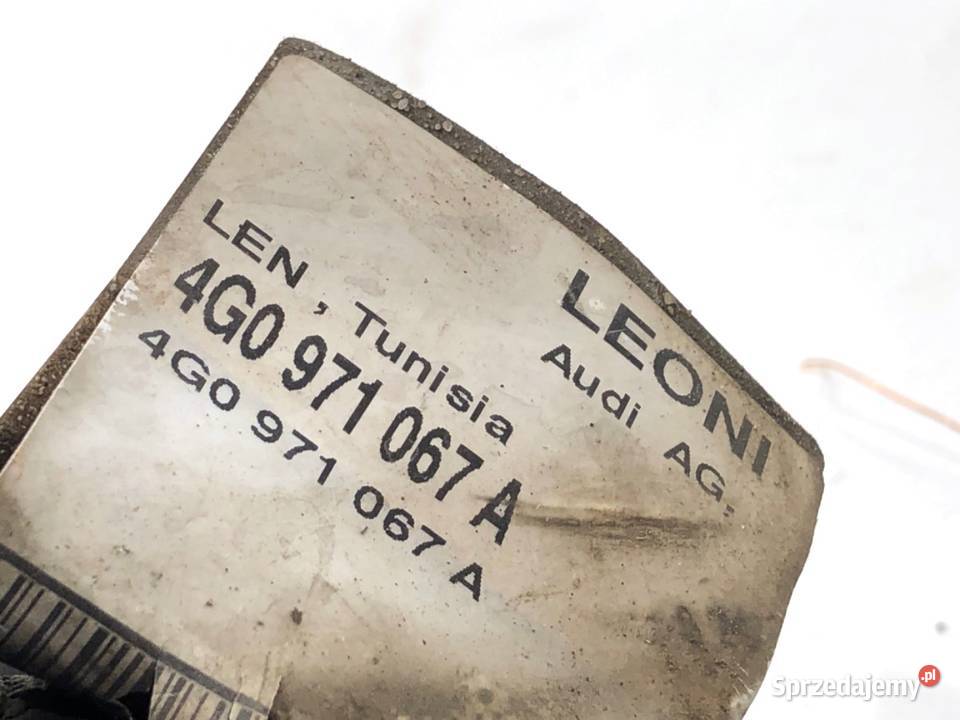 LEONI
Audi AG,
LEN, Tunisia
4G0 971 067 A
4G0 971 067 A
Sprzedajemy.pl